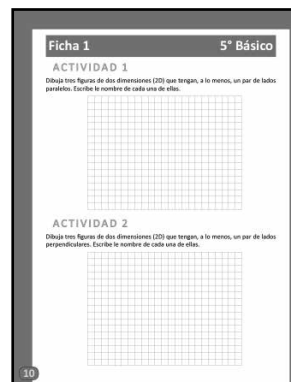 Ficha 1 5° Básico
ACTIVIDAD 1
Dibuja tres figuras de dos dimensiones (2D) que tengan, a lo menos, un par de lados
paralelos. Escribe le nombre de cada una de ellas.
ACTIVIDAD 2
Dibuja tres figuras de dos dimensiones (2D) que tengan, a lo menos, un par de lados
perpendiculares. Escribe le nombre de cada una de ellas.
10